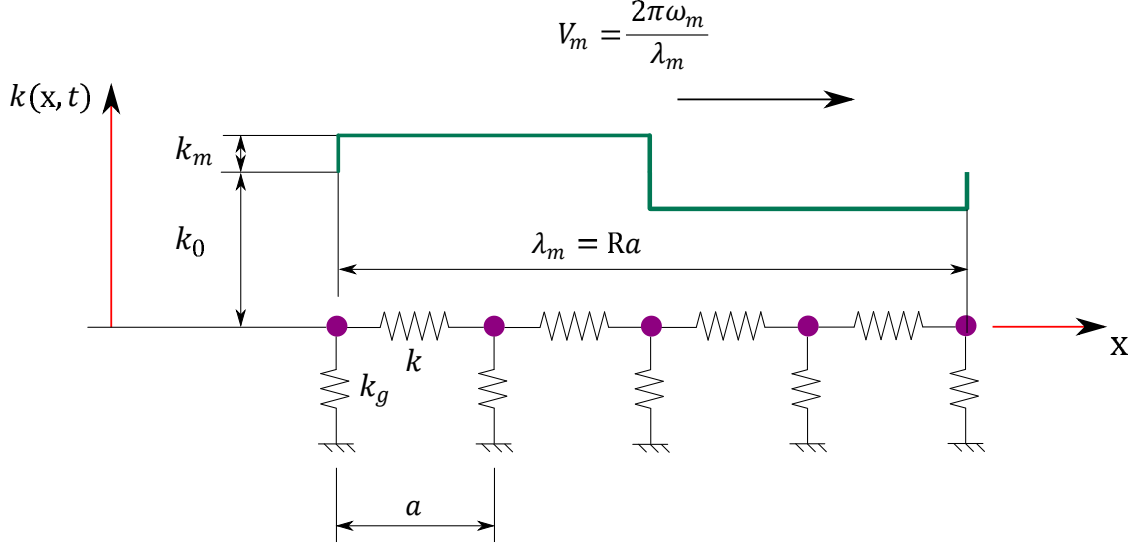 V_m = 2πω_m / λ_m
k(x, t)
k_m
k_0
λ_m = Ra
k
k_g
x
a